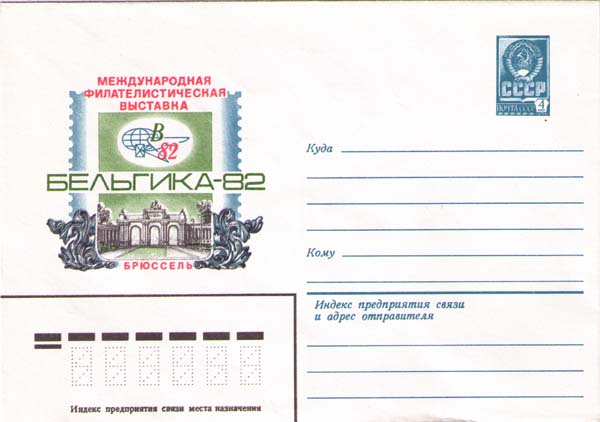 МЕЖДУНАРОДНАЯ
ФИЛАТЕЛИСТИЧЕСКАЯ
ВЫСТАВКА
B
82
БЕЛЬГИКА-82
БРЮССЕЛЬ
СССР
ПОЧТА СССР
4
Куда
Кому
Индекс предприятия связи
и адрес отправителя
Индекс предприятия связи места назначения